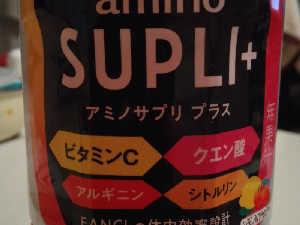 amino
SUPLI+
アミノサプリ プラス
ビタミンC クエン酸
アルギニン シトルリン
FANCLの体内効率設計